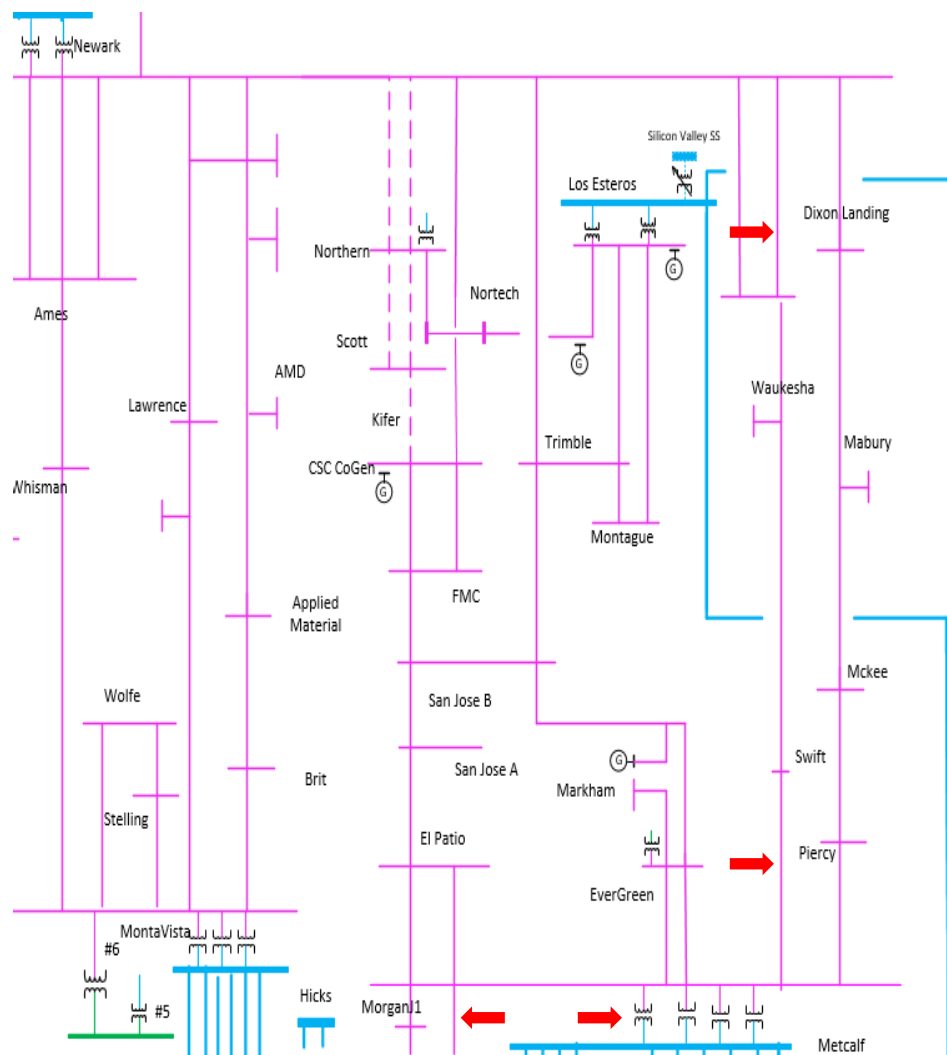 Newark
Silicon Valley SS
Los Esteros
Dixon Landing
G
Northern
Nortech
Ames
Scott
G
AMD
Waukesha
Lawrence
Kifer
Mabury
Trimble
CSC CoGen
Whisman
G
Montague
Applied
Material
FMC
Mckee
Wolfe
San Jose B
Swift
San Jose A
G
Brit
Markham
Stelling
El Patio
Piercy
EverGreen
MontaVista
#6
Hicks
MorganJ1
#5
Metcalf